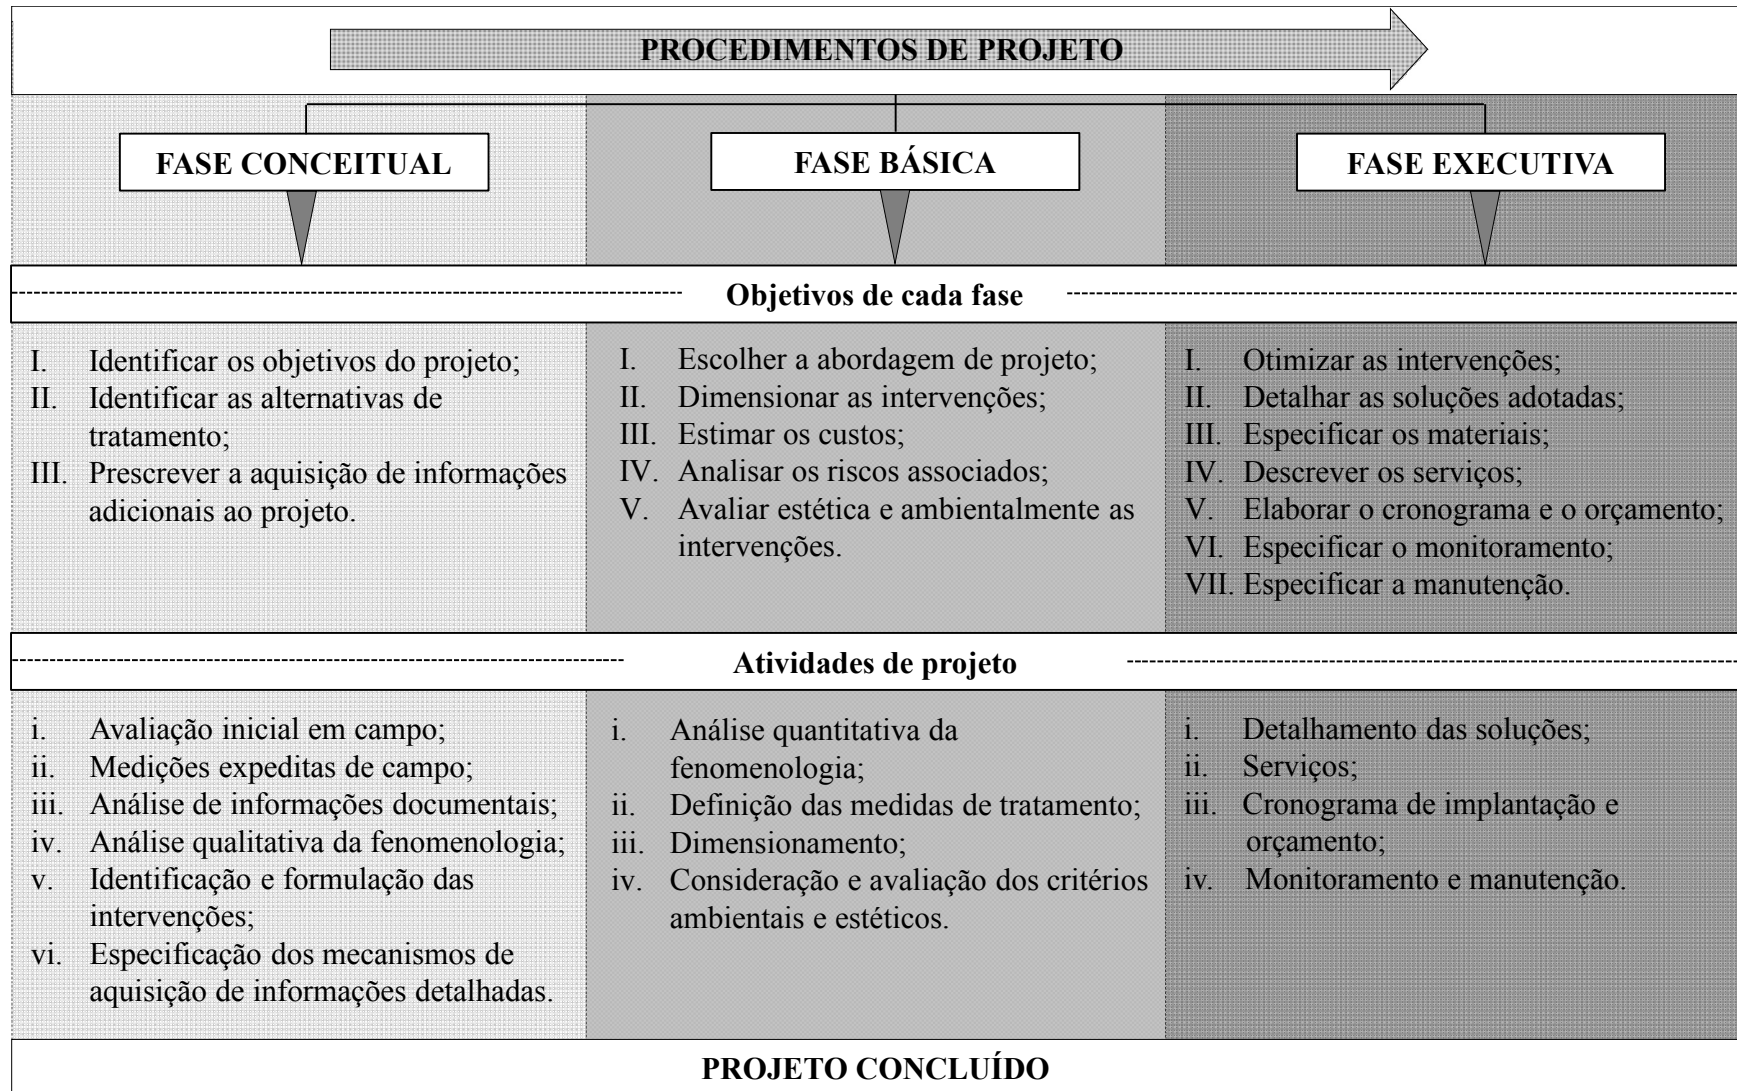 PROCEDIMENTOS DE PROJETO
FASE CONCEITUAL
FASE BÁSICA
FASE EXECUTIVA
Objetivos de cada fase
I. Identificar os objetivos do projeto;
II. Identificar as alternativas de
tratamento;
III. Prescrever a aquisição de informações
adicionais ao projeto.
I. Escolher a abordagem de projeto;
II. Dimensionar as intervenções;
III. Estimar os custos;
IV. Analisar os riscos associados;
V. Avaliar estética e ambientalmente as
intervenções.
I. Otimizar as intervenções;
II. Detalhar as soluções adotadas;
III. Especificar os materiais;
IV. Descrever os serviços;
V. Elaborar o cronograma e o orçamento;
VI. Especificar o monitoramento;
VII. Especificar a manutenção.
Atividades de projeto
i. Avaliação inicial em campo;
ii. Medições expeditas de campo;
iii. Análise de informações documentais;
iv. Análise qualitativa da fenomenologia;
v. Identificação e formulação das
intervenções;
vi. Especificação dos mecanismos de
aquisição de informações detalhadas.
i. Análise quantitativa da
fenomenologia;
ii. Definição das medidas de tratamento;
iii. Dimensionamento;
iv. Consideração e avaliação dos critérios
ambientais e estéticos.
i. Detalhamento das soluções;
ii. Serviços;
iii. Cronograma de implantação e
orçamento;
iv. Monitoramento e manutenção.
PROJETO CONCLUÍDO